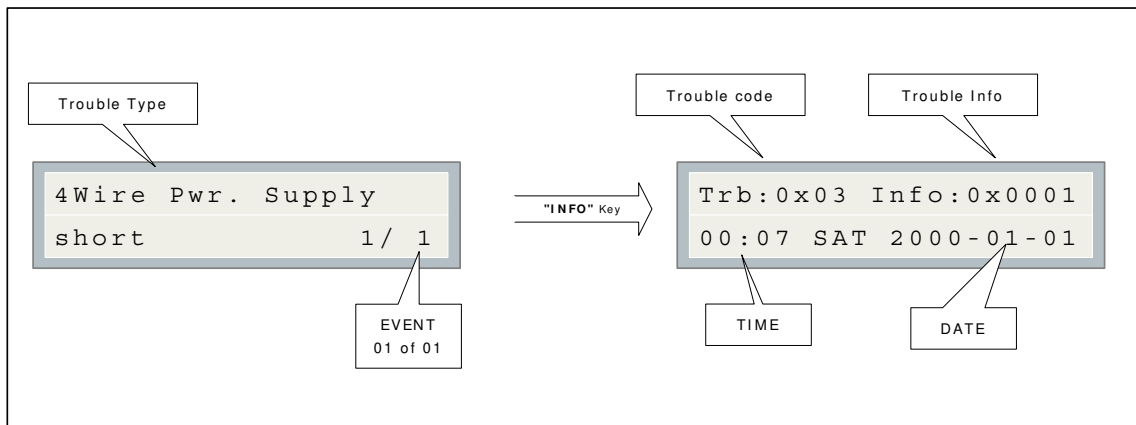 Trouble Type
4Wire Pwr. Supply
short 1/ 1
EVENT
01 of 01
"INFO" Key
Trouble code
Trouble Info
Trb:0x03 Info:0x0001
00:07 SAT 2000-01-01
TIME
DATE